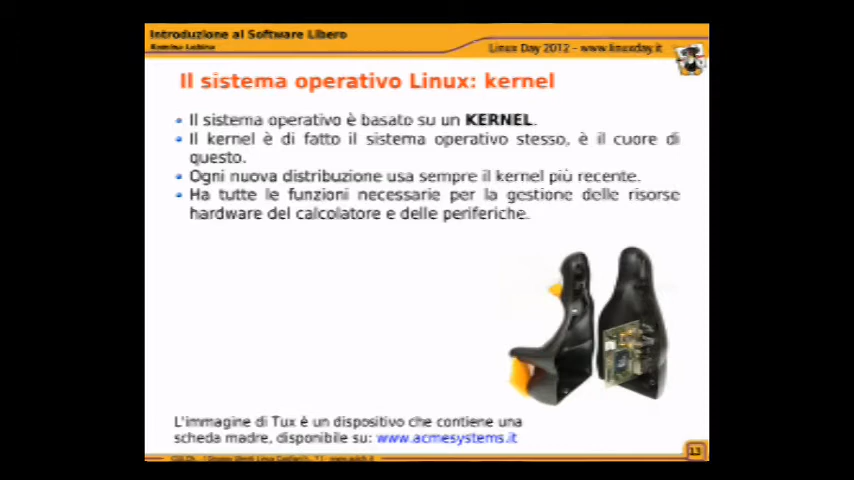 Introduzione al Software Libero
Linux Day 2012 - www.linuxday.it
Il sistema operativo Linux: kernel
Il sistema operativo è basato su un KERNEL.
Il kernel è di fatto il sistema operativo stesso, è il cuore di
questo.
Ogni nuova distribuzione usa sempre il kernel più recente.
Ha tutte le funzioni necessarie per la gestione delle risorse
hardware del calcolatore e delle periferiche.
L'immagine di Tux è un dispositivo che contiene una
scheda madre, disponibile su: www.acmesystems.it
13